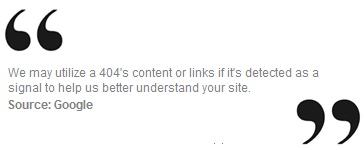 We may utilize a 404's content or links if it's detected as a
signal to help us better understand your site.
Source: Google